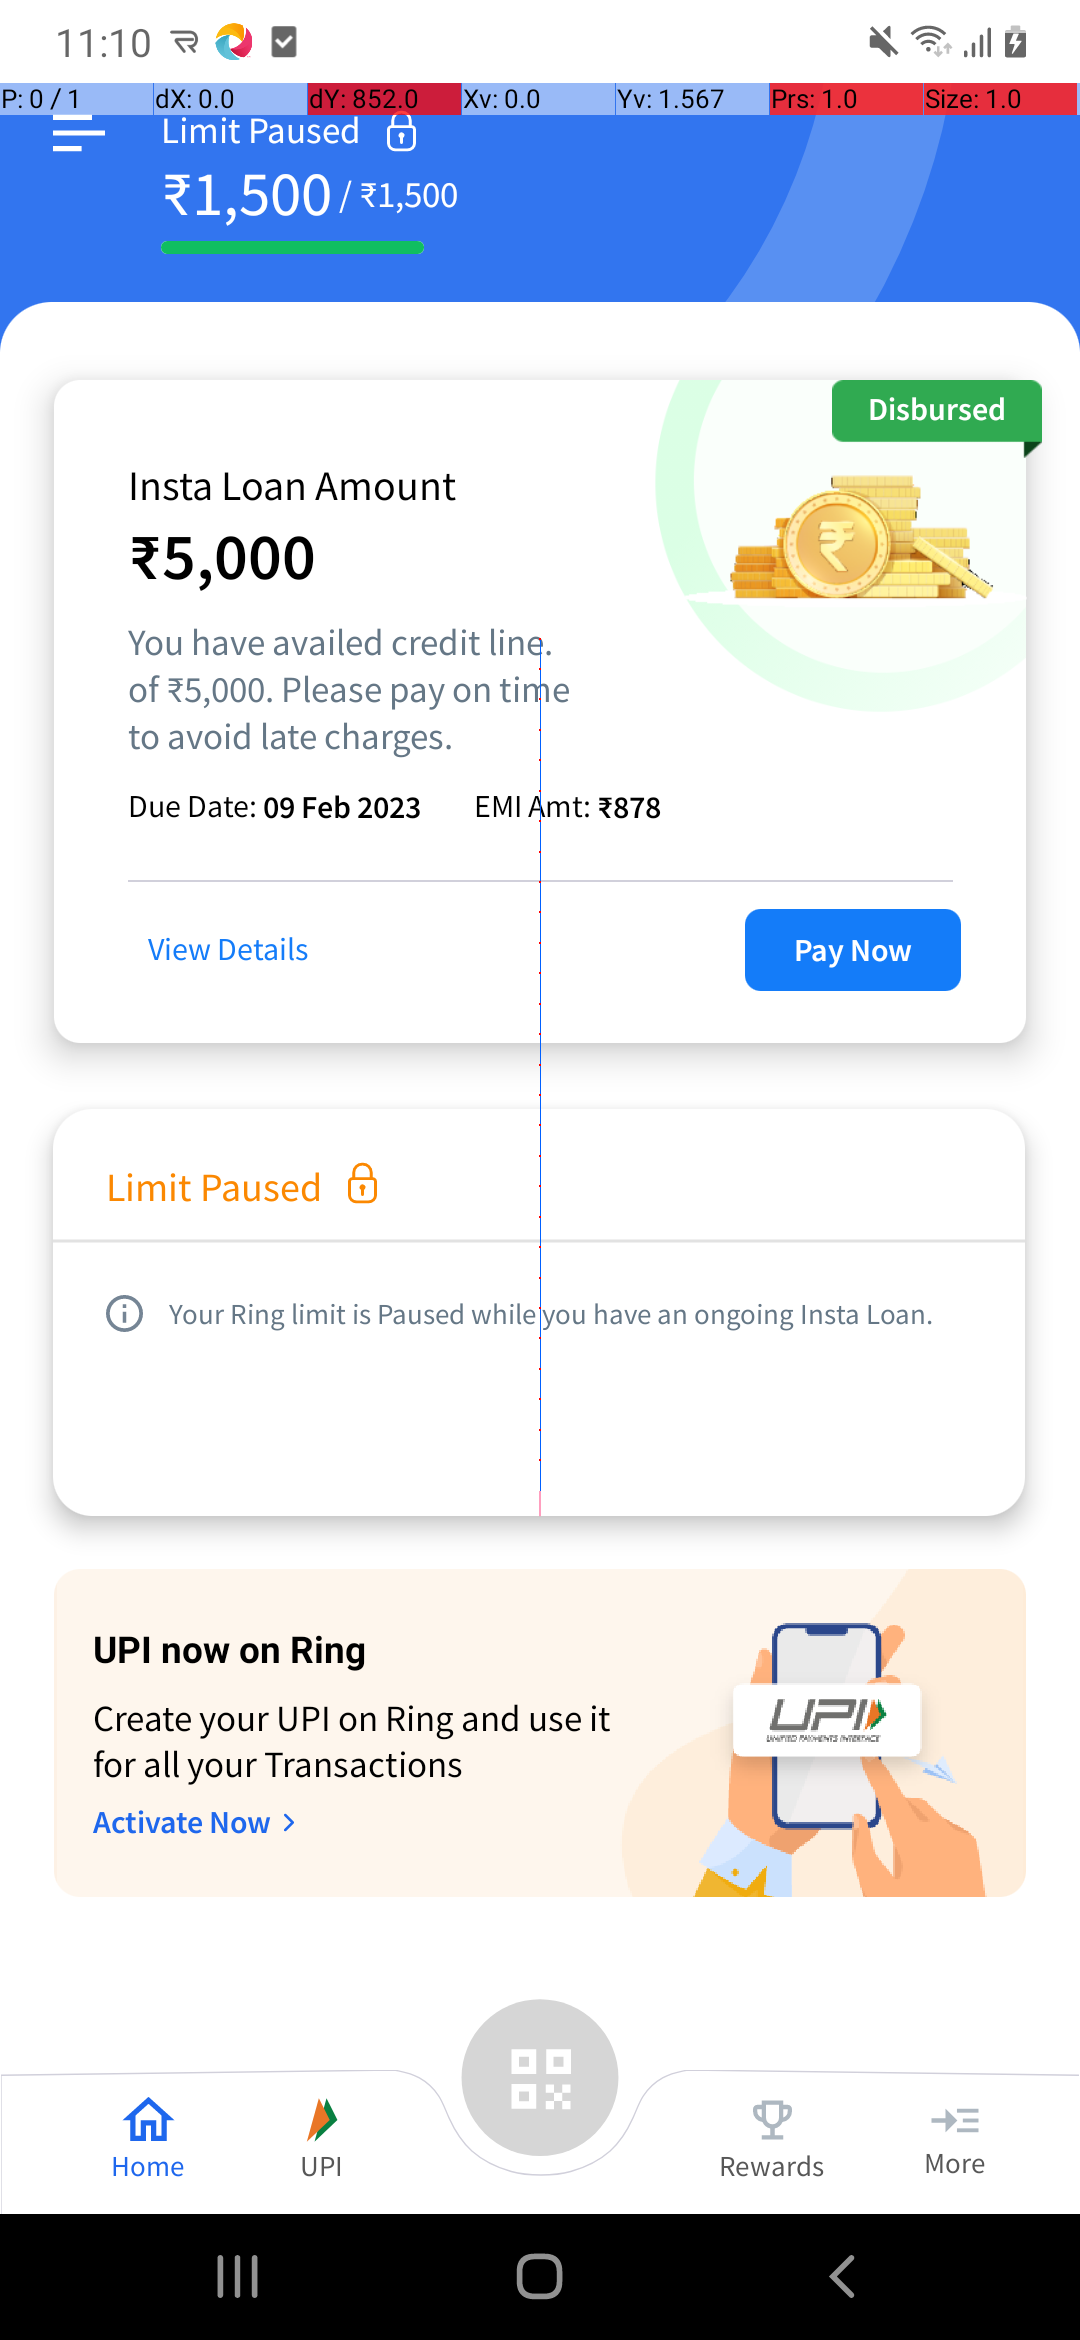 11:10
P: 0 / 1 dX: 0.0 dY: 852.0 Xv: 0.0 Yv: 1.567 Prs: 1.0 Size: 1.0
Limit Paused
₹1,500 / ₹1,500
Disbursed
Insta Loan Amount
₹5,000
You have availed credit line.
of ₹5,000. Please pay on time
to avoid late charges.
Due Date: 09 Feb 2023 EMI Amt: ₹878
View Details Pay Now
Limit Paused
Your Ring limit is Paused while you have an ongoing Insta Loan.
UPI now on Ring
Create your UPI on Ring and use it
for all your Transactions
Activate Now >
UPI
UNIFIED PAYMENTS INTERFACE
Home UPI Rewards More